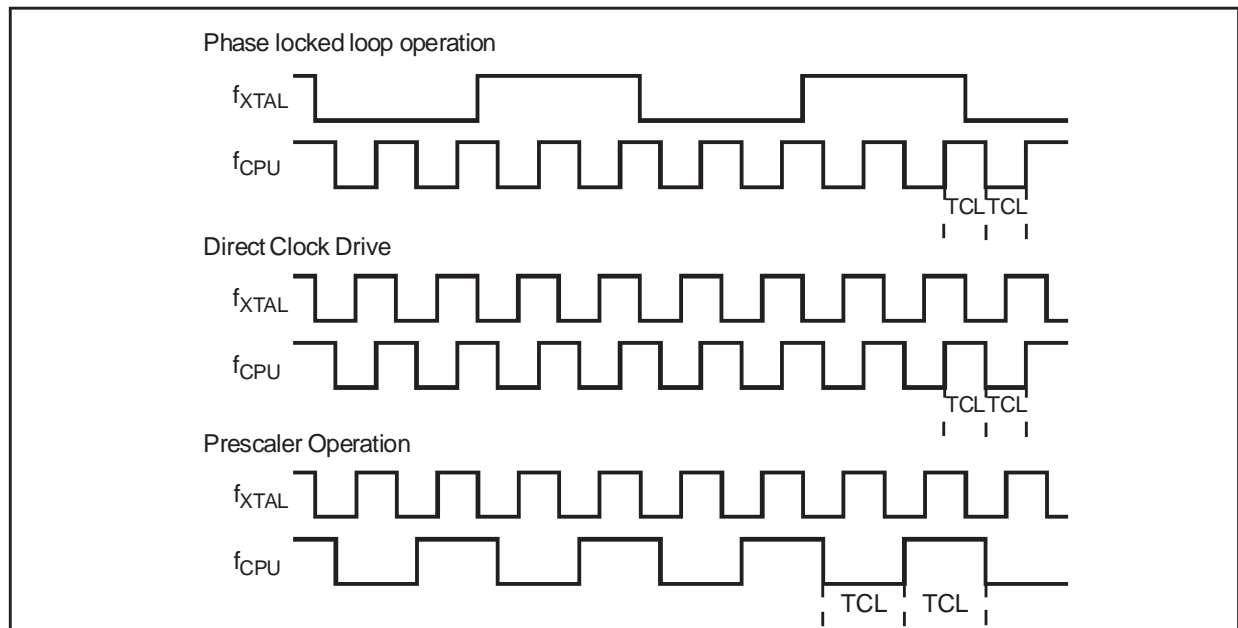 Phase locked loop operation
fXTAL
fCPU
TCL TCL
Direct Clock Drive
fXTAL
fCPU
TCL TCL
Prescaler Operation
fXTAL
fCPU
TCL TCL